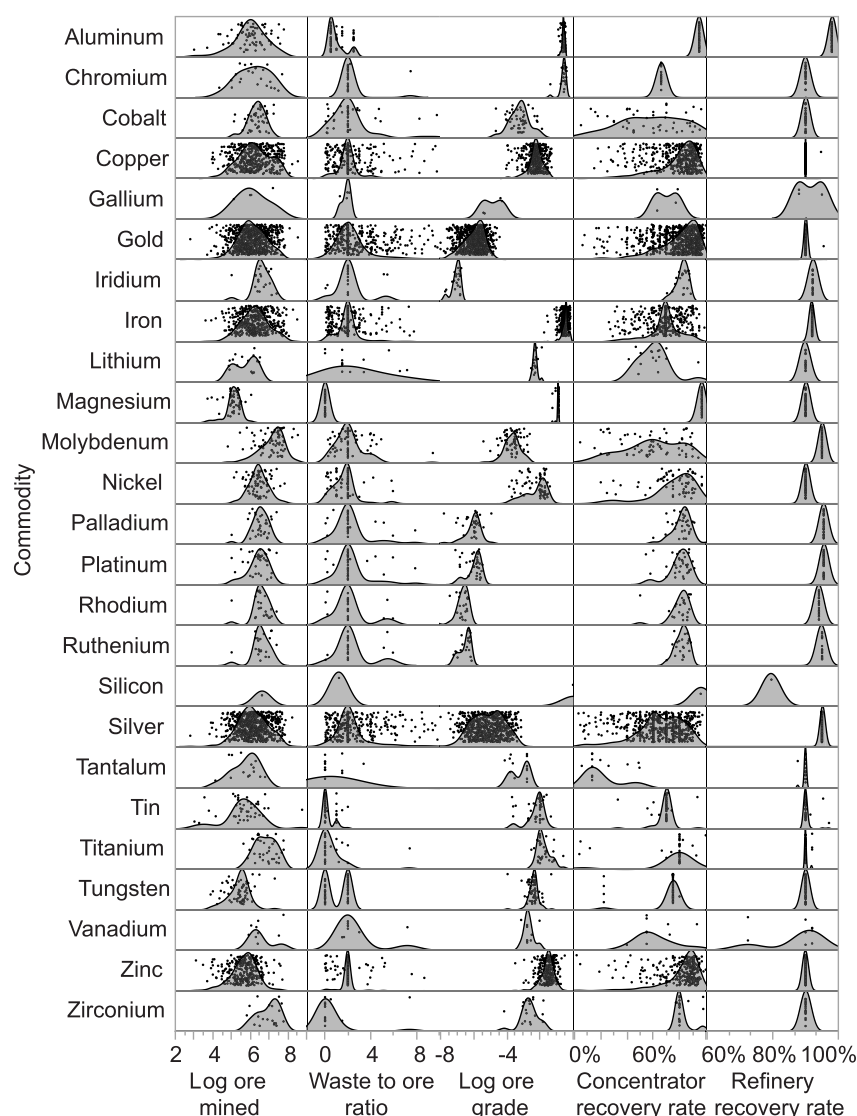 Commodity
Aluminum
Chromium
Cobalt
Copper
Gallium
Gold
Iridium
Iron
Lithium
Magnesium
Molybdenum
Nickel
Palladium
Platinum
Rhodium
Ruthenium
Silicon
Silver
Tantalum
Tin
Titanium
Tungsten
Vanadium
Zinc
Zirconium
2 4 6 8 0 4 8 -8 -4 0% 60% 60% 80% 100%
Log ore mined
Waste to ore ratio
Log ore grade
Concentrator recovery rate
Refinery recovery rate